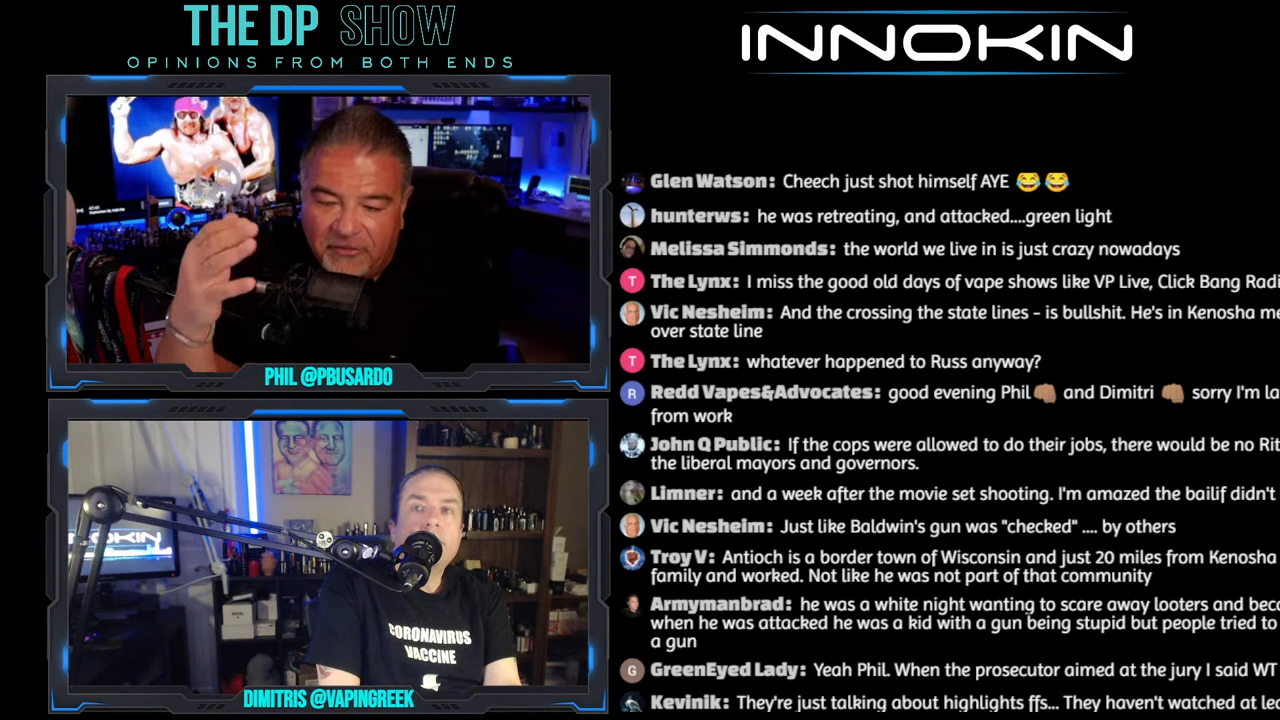 THE DP SHOW
OPINIONS FROM BOTH ENDS
INNOKIN
PHIL @PBUSARDO
NNOKIN
CORONAVIRUS
VACCINE
DIMITRIS @VAPINGREEK
Glen Watson: Cheech just shot himself AYE 😂 😂
hunterws: he was retreating, and attacked....green light
Melissa Simmonds: the world we live in is just crazy nowadays
T The Lynx: I miss the good old days of vape shows like VP Live, Click Bang Radi
Vic Nesheim: And the crossing the state lines - is bullshit. He's in Kenosha me
over state line
T The Lynx: whatever happened to Russ anyway?
R Redd Vapes&Advocates: good evening Phil 👊🏽 and Dimitri 👊🏽 sorry I'm la
from work
John Q Public: If the cops were allowed to do their jobs, there would be no Rit
the liberal mayors and governors.
Limner: and a week after the movie set shooting. I'm amazed the bailif didn't
Vic Nesheim: Just like Baldwin's gun was "checked" .... by others
Troy V: Antioch is a border town of Wisconsin and just 20 miles from Kenosha
family and worked. Not like he was not part of that community
Armymanbrad: he was a white night wanting to scare away looters and beca
when he was attacked he was a kid with a gun being stupid but people tried to
a gun
G GreenEyed Lady: Yeah Phil. When the prosecutor aimed at the jury I said WT
Kevinik: They're just talking about highlights ffs... They haven't watched at lea